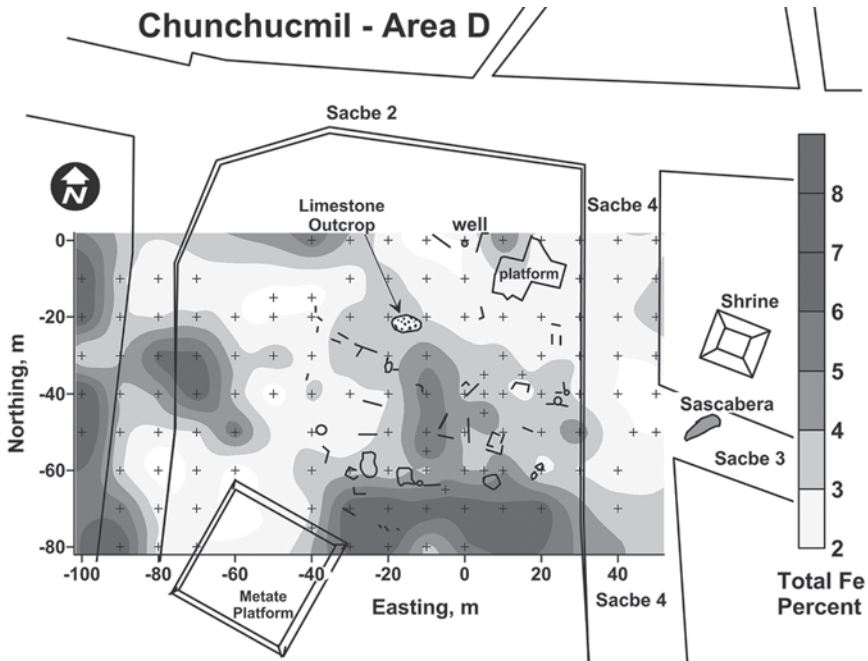 Chunchucmil - Area D
Sacbe 2
N
Limestone
Outcrop
well
Sacbe 4
platform
Shrine
Sascabera
Sacbe 3
Metate
Platform
Sacbe 4
Northing, m
0
-20
-40
-60
-80
-100
-80
-60
-40
-20
0
20
40
Easting, m
8
7
6
5
4
3
2
Total Fe
Percent